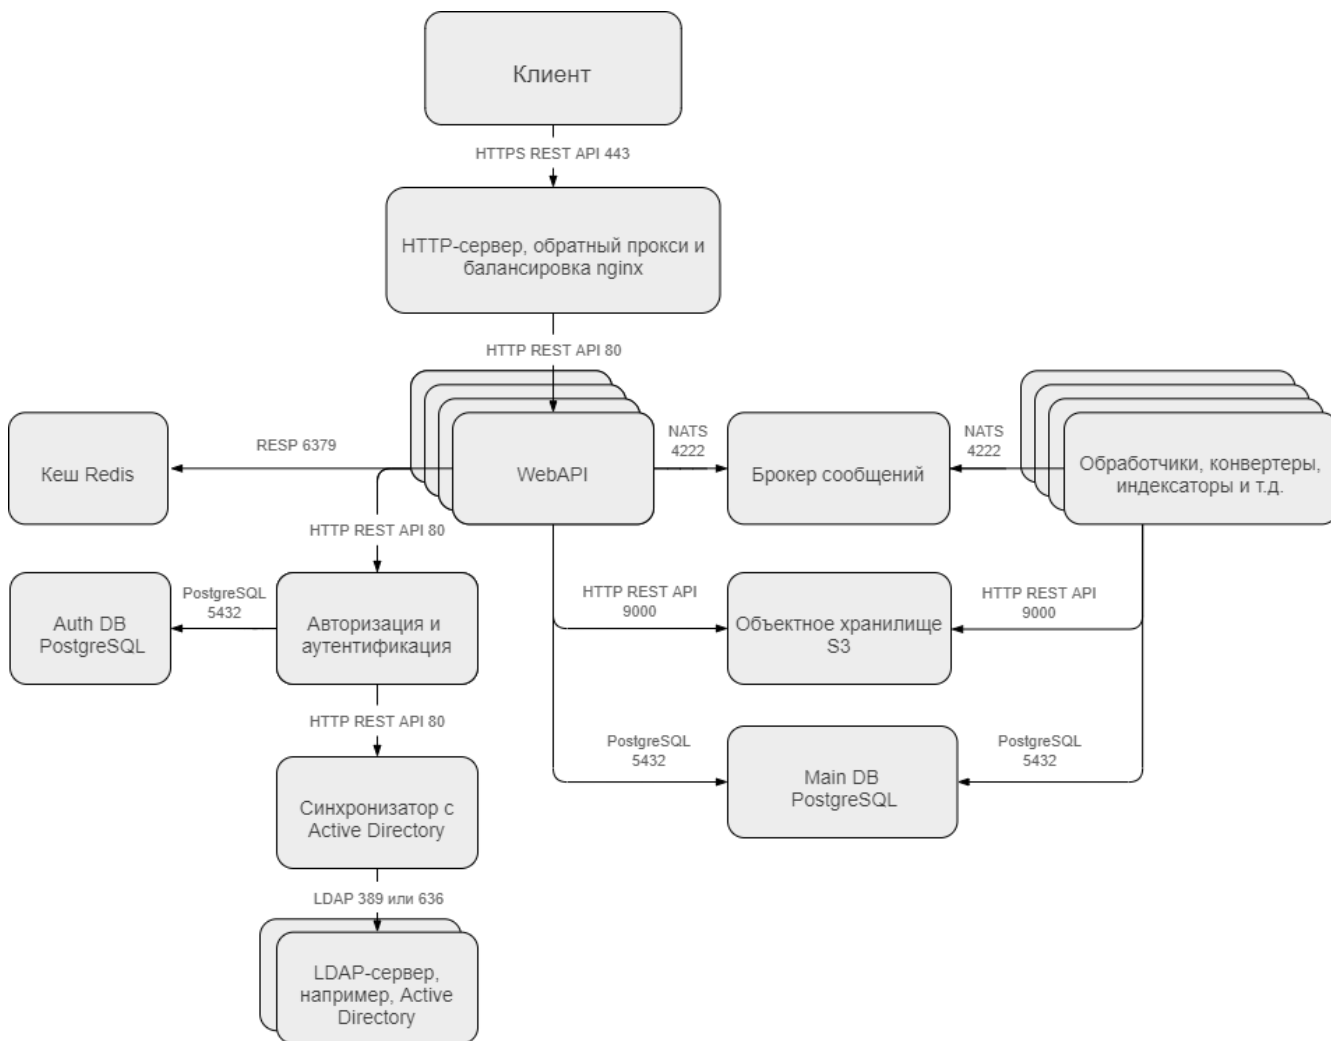 Клиент
HTTPS REST API 443
HTTP-сервер, обратный прокси и
балансировка nginx
HTTP REST API 80
Кеш Redis
RESP 6379
WebAPI
NATS
4222
Брокер сообщений
NATS
4222
Обработчики, конвертеры,
индексаторы и т.д.
HTTP REST API 80
Auth DB
PostgreSQL
PostgreSQL
5432
Авторизация и
аутентификация
HTTP REST API
9000
Объектное хранилище
S3
HTTP REST API
9000
HTTP REST API 80
Синхронизатор с
Active Directory
PostgreSQL
5432
Main DB
PostgreSQL
PostgreSQL
5432
LDAP 389 или 636
LDAP-сервер,
например, Active
Directory